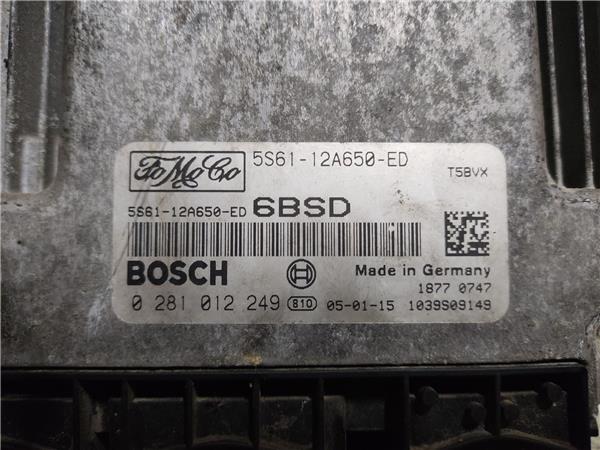 FoMoCo 5S61-12A650-ED
T5BVX
5S61-12A650-ED 6BSD
BOSCH Made in Germany
1877 0747
0 281 012 249 810 05-01-15 1039S09149